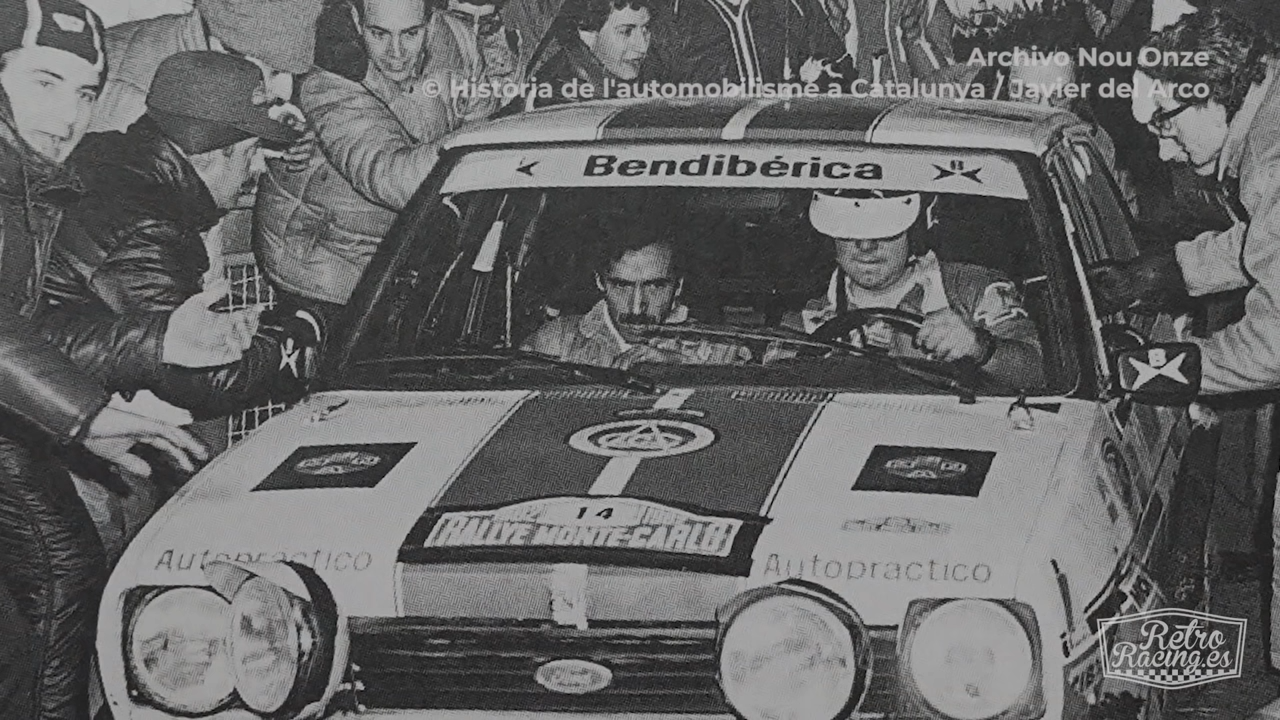 Archivo Nou Onze
© Història de l'automobilisme a Catalunya / Javier del Arco
Bendibérica
B
B
14
RALLYE MONTE-CARLO
Autopractico
Autopractico
Ford
Retro
Racing.es